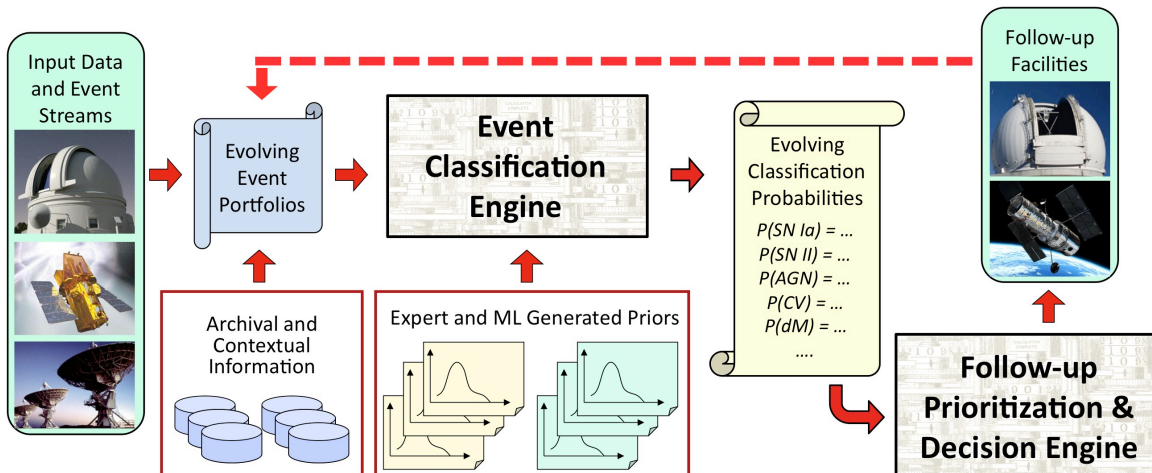 Input Data
and Event
Streams
Evolving
Event
Portfolios
Archival and
Contextual
Information
Event
Classification
Engine
Expert and ML Generated Priors
Evolving
Classification
Probabilities
P(SN Ia) = ...
P(SN II) = ...
P(AGN) = ...
P(CV) = ...
P(dM) = ...
....
Follow-up
Prioritization &
Decision Engine
Follow-up
Facilities